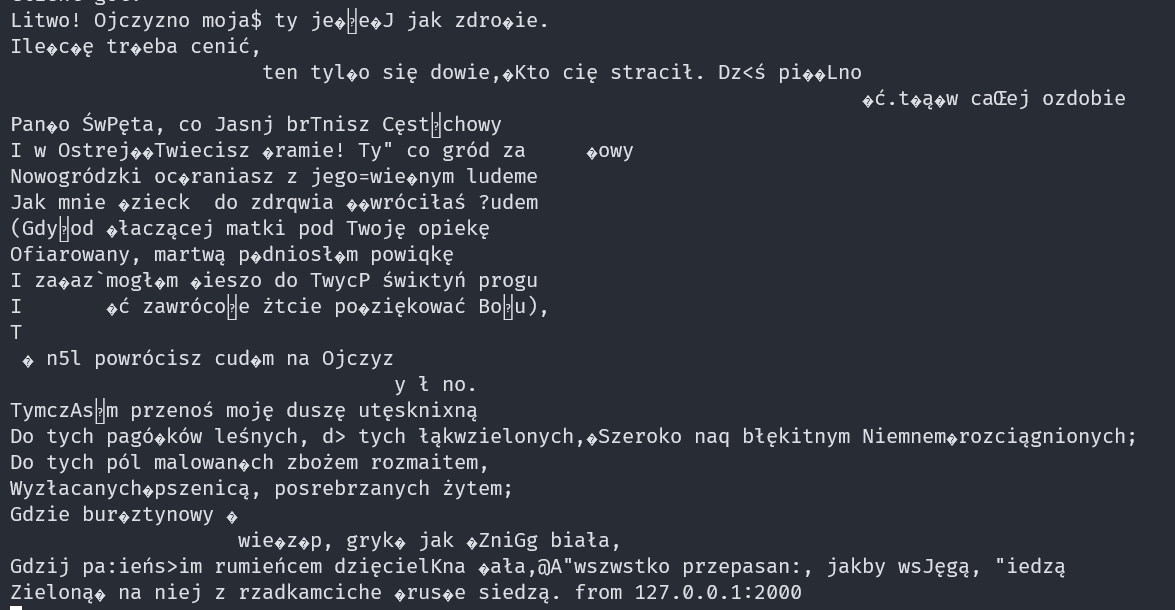 Litwo! Ojczyzno moja$ ty je�␦e�J jak zdro�ie.
Ile�c�ę tr�eba cenić,
ten tyl�o się dowie,�Kto cię stracił. Dz<ś pi��Lno
�ć.t�ą�w caŒej ozdobie
Pan�o ŚwPęta, co Jasnj brTnisz Cęst␦chowy
I w Ostrej��Twiecisz �ramie! Ty" co gród za �owy
Nowogródzki oc�raniasz z jego=wie�nym ludeme
Jak mnie �zieck do zdrqwia ��wróciłaś ?udem
(Gdy␦od �łaczącej matki pod Twoję opiekę
Ofiarowany, martwą p�dniosł�m powiqkę
I za�az`mogł�m �ieszo do TwycP świкtyń progu
I �ć zawróco␦e żtcie po�ziękować Bo␦u),
T
� n5l powrócisz cud�m na Ojczyz
y ł no.
TymczAs␦m przenoś moję duszę utęsknixną
Do tych pagó�ków leśnych, d> tych łąkwzielonych,�Szeroko naq błękitnym Niemnem�rozciągnionych;
Do tych pól malowan�ch zbożem rozmaitem,
Wyzłacanych�pszenicą, posrebrzanych żytem;
Gdzie bur�ztynowy �
wie�z�p, gryk� jak �ZniGg biała,
Gdzij pa:ieńs>im rumieńcem dzięcielKna �ała,@A"wszwstko przepasan:, jakby wsJęgą, "iedzą
Zieloną� na niej z rzadkamciche �rus�e siedzą. from 127.0.0.1:2000